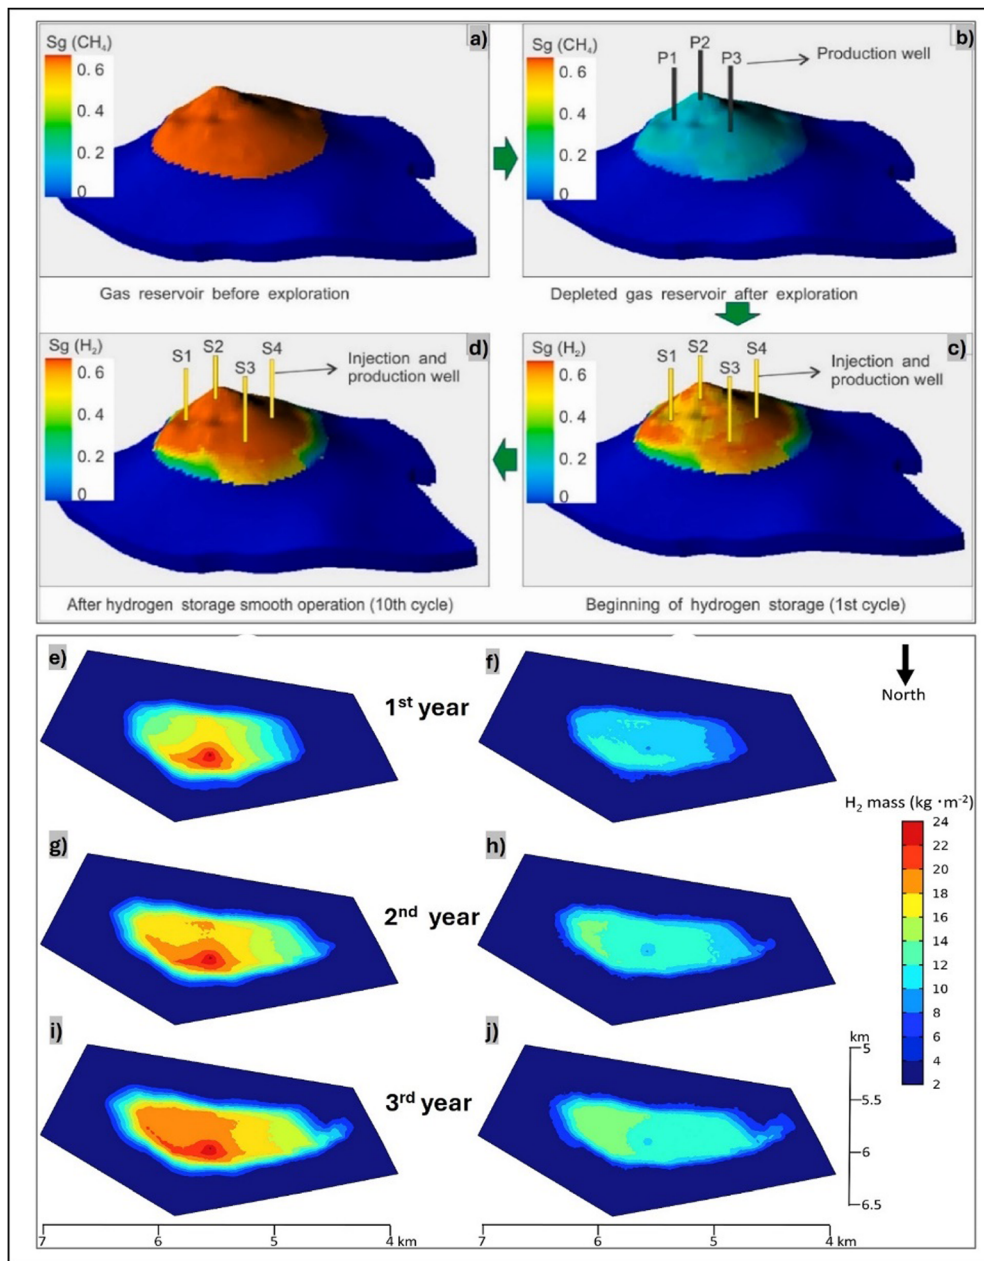 Sg (CH₄)
0.6
0.4
0.2
0
a)
Gas reservoir before exploration
Sg (CH₄)
0.6
0.4
0.2
0
P1
P2
P3
Production well
b)
Depleted gas reservoir after exploration
Sg (H₂)
0.6
0.4
0.2
0
S1
S2
S3
S4
Injection and
production well
d)
After hydrogen storage smooth operation (10th cycle)
Sg (H₂)
0.6
0.4
0.2
0
S1
S2
S3
S4
Injection and
production well
c)
Beginning of hydrogen storage (1st cycle)
e)
1st year
f)
North
g)
2nd year
h)
H₂ mass (kg ·m⁻²)
24
22
20
18
16
14
12
10
8
6
4
2
i)
3rd year
j)
km
5
5.5
6
6.5
7 6 5 4 km
7 6 5 4 km